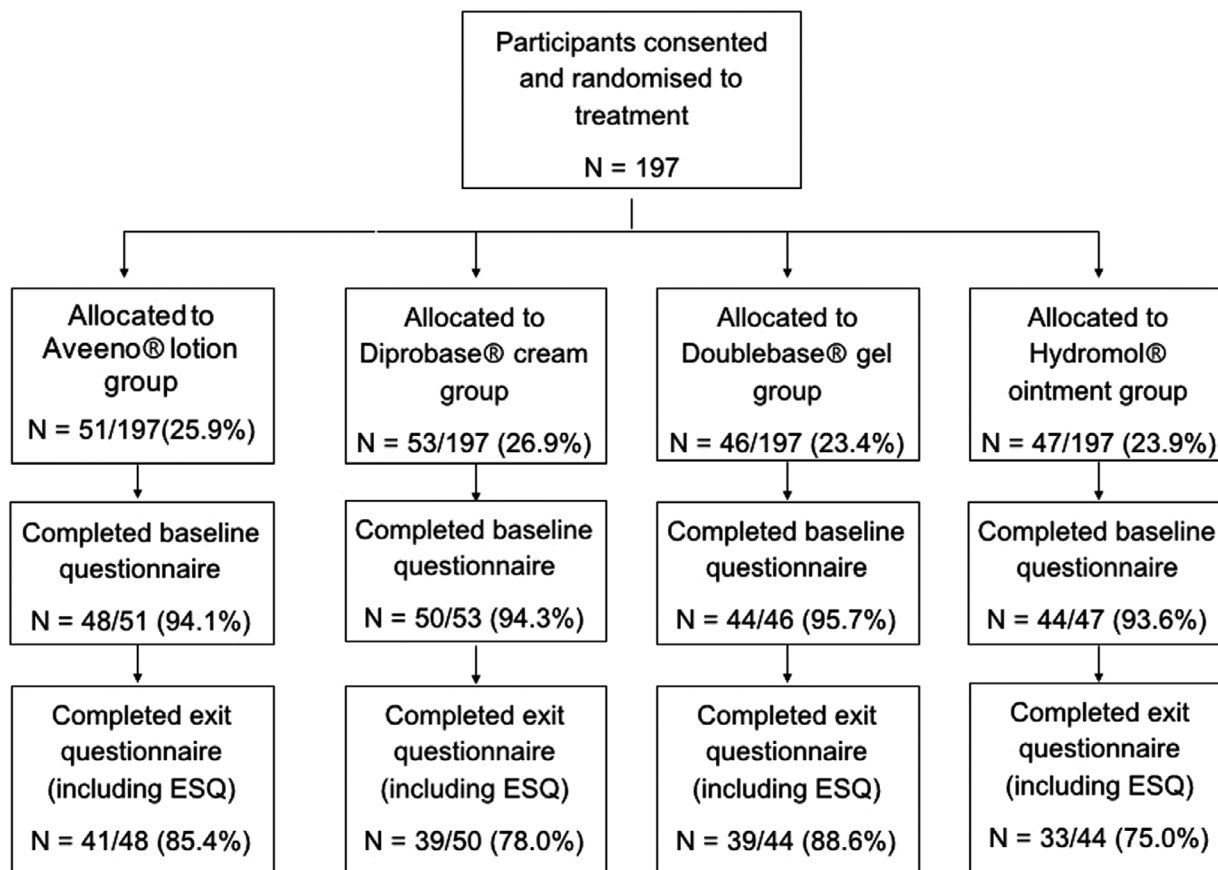 Participants consented
and randomised to
treatment
N = 197
Allocated to
Aveeno® lotion
group
N = 51/197(25.9%)
Allocated to
Diprobase® cream
group
N = 53/197 (26.9%)
Allocated to
Doublebase® gel
group
N = 46/197 (23.4%)
Allocated to
Hydromol®
ointment group
N = 47/197 (23.9%)
Completed baseline
questionnaire
N = 48/51 (94.1%)
Completed baseline
questionnaire
N = 50/53 (94.3%)
Completed baseline
questionnaire
N = 44/46 (95.7%)
Completed baseline
questionnaire
N = 44/47 (93.6%)
Completed exit
questionnaire
(including ESQ)
N = 41/48 (85.4%)
Completed exit
questionnaire
(including ESQ)
N = 39/50 (78.0%)
Completed exit
questionnaire
(including ESQ)
N = 39/44 (88.6%)
Completed exit
questionnaire
(including ESQ)
N = 33/44 (75.0%)